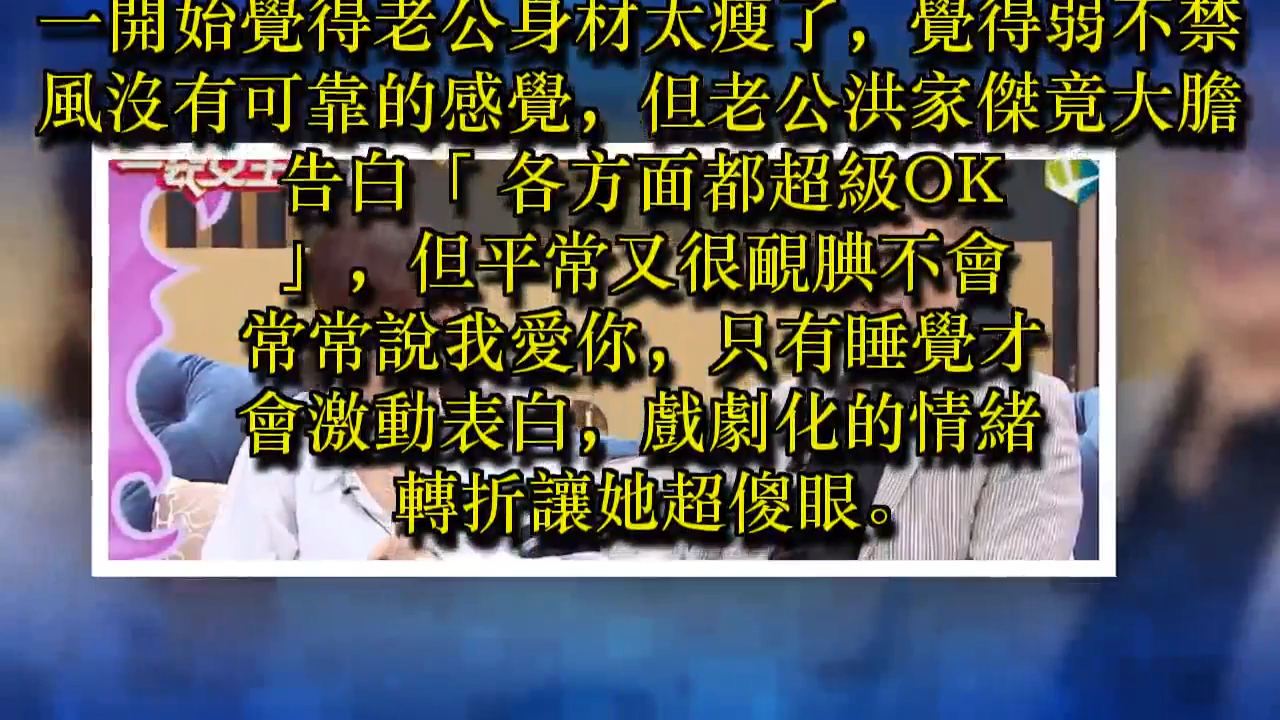 一開始覺得老公身材太瘦了，覺得弱不禁
風沒有可靠的感覺，但老公洪家傑竟大膽
告白「 各方面都超級OK
」，但平常又很靦腆不會
常常說我愛你，只有睡覺才
會激動表白，戲劇化的情緒
轉折讓她超傻眼。